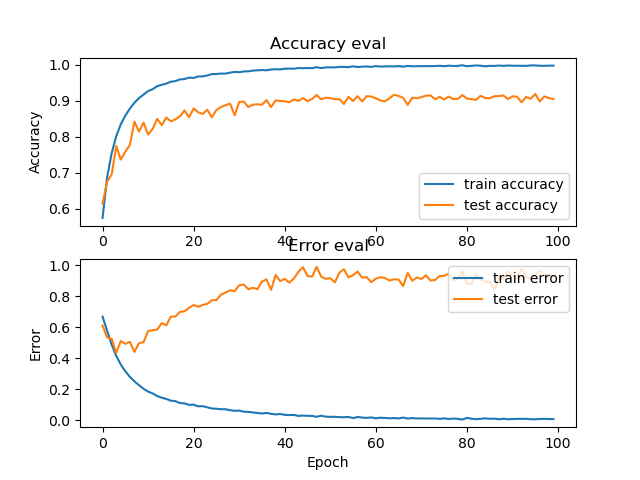 Accuracy eval
1.0
0.9
0.8
0.7
0.6
Accuracy
train accuracy
test accuracy
0 20 40 60 80 100
Error eval
1.0
0.8
0.6
0.4
0.2
0.0
Error
train error
test error
0 20 40 60 80 100
Epoch